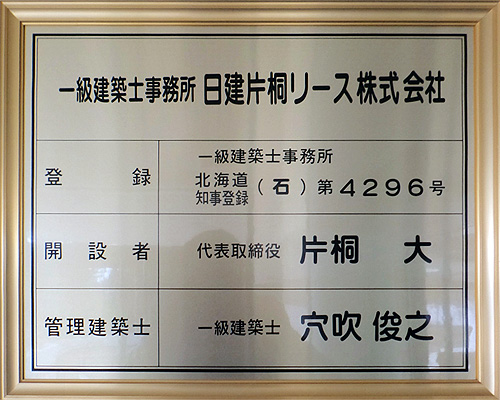 一級建築士事務所 日建片桐リース株式会社
登録
一級建築士事務所
北海道知事登録 (石) 第4296号
開設者
代表取締役 片桐 大
管理建築士
一級建築士 穴吹 俊之